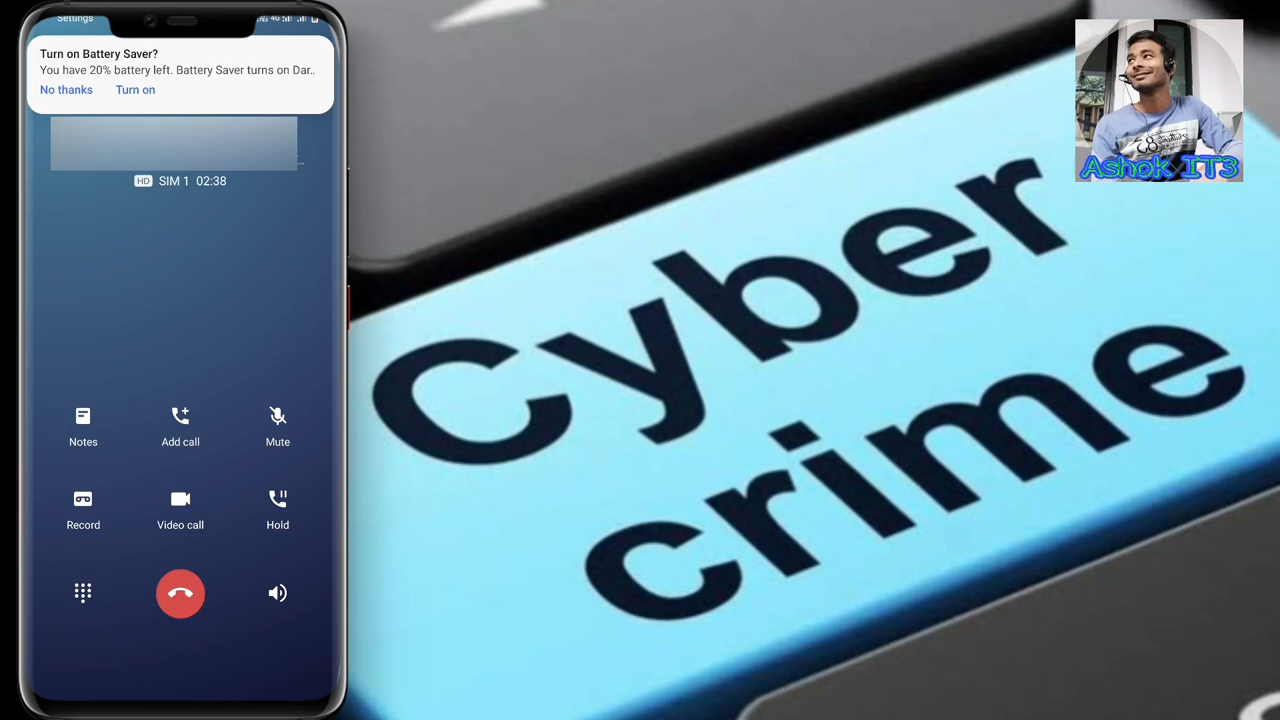 Settings
4G
Turn on Battery Saver?
You have 20% battery left. Battery Saver turns on Dar..
No thanks
Turn on
...
HD SIM 1 02:38
Notes
Add call
Mute
Record
Video call
Hold
Cyber
crime
Ashok IT3